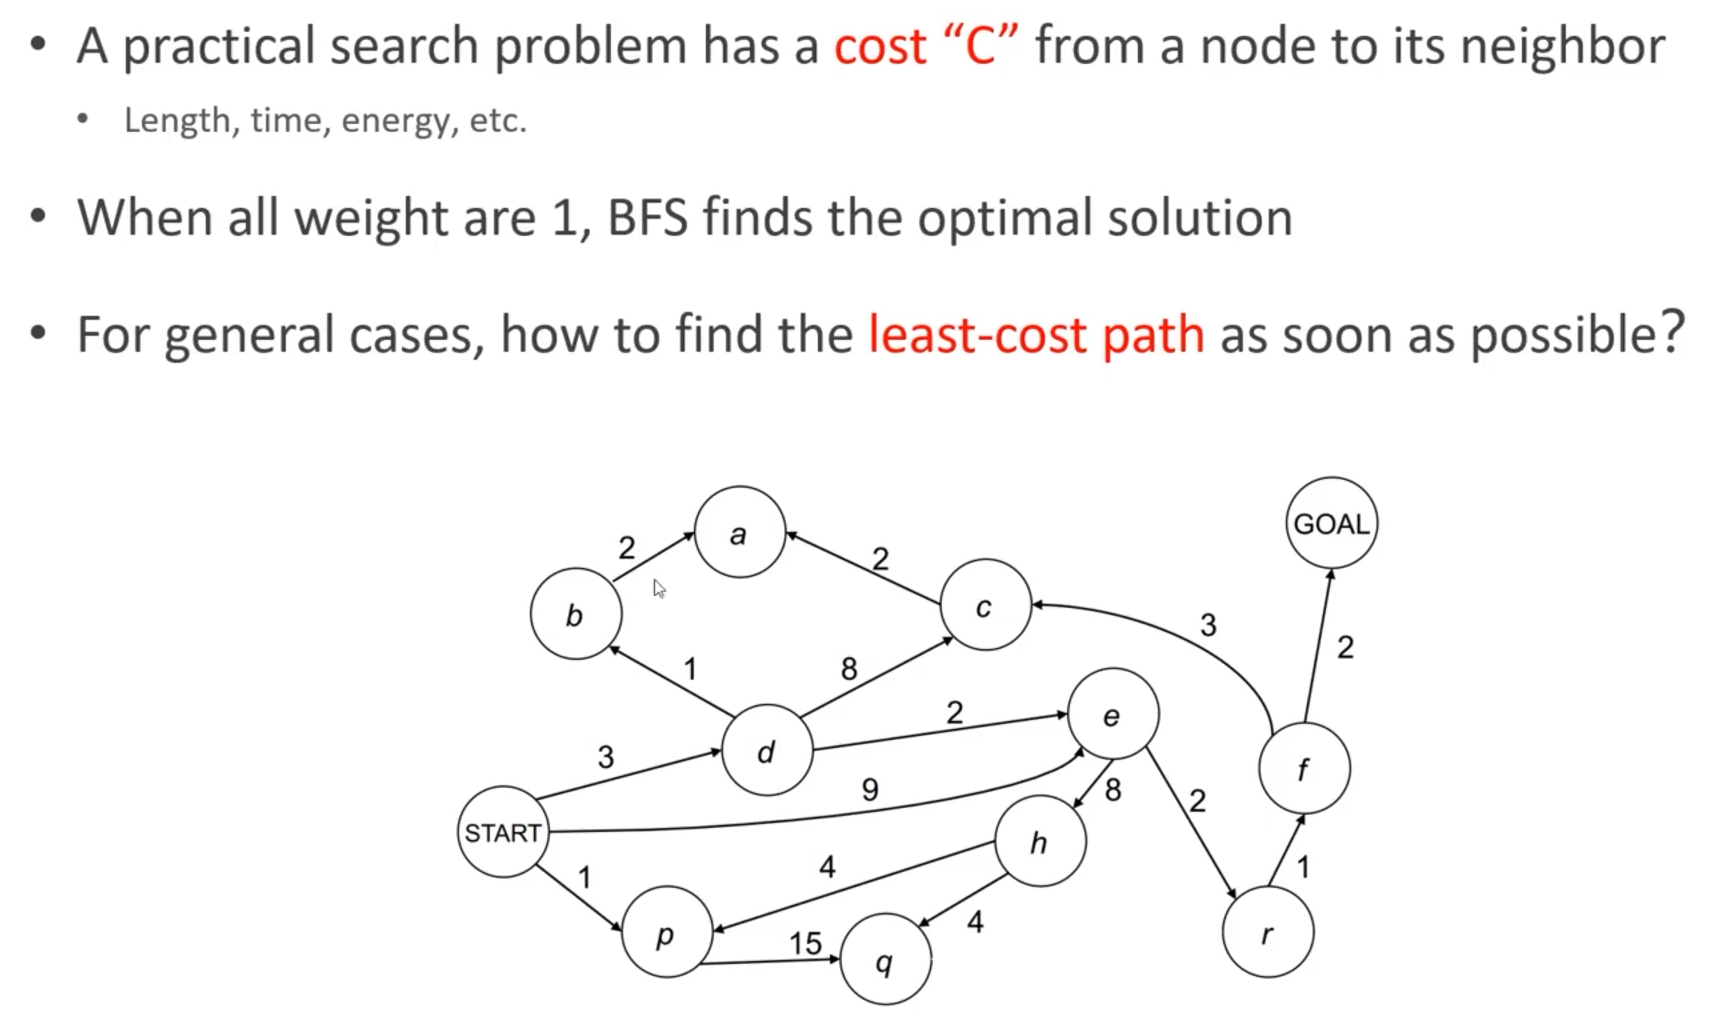 • A practical search problem has a cost “C” from a node to its neighbor
• Length, time, energy, etc.
• When all weight are 1, BFS finds the optimal solution
• For general cases, how to find the least-cost path as soon as possible?
GOAL
a
2
2
c
b
3
2
1
8
e
2
d
f
3
9
8
2
START
h
4
1
1
4
p
15
q
r